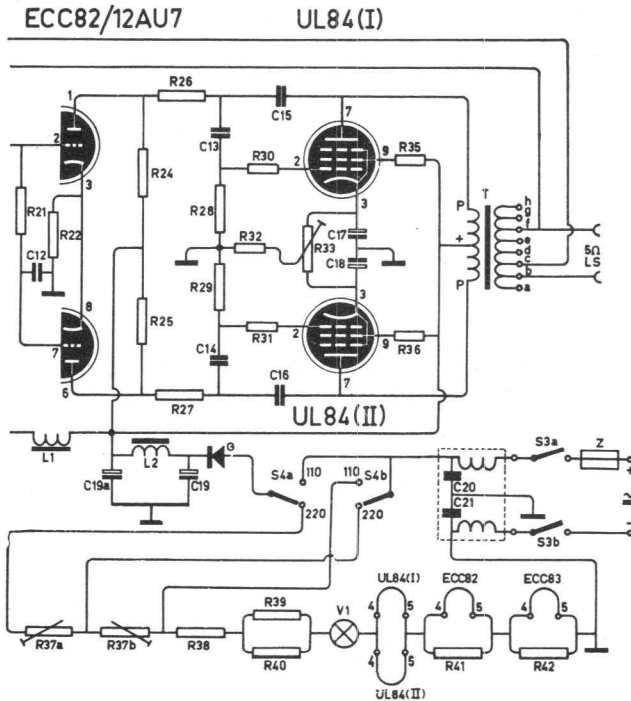 ECC82/12AU7 UL84(I)
R26
1 C15 7
2 C13 R30 2 9 R35
3 R24 3 T h
R21 R22 R28 R32 R33 C17 P g
f
C12 + e 5Ω
C18 d LS
c
R29 P b
8 R25 3 a
7 R31 2 9 R36
C14
6 C16 7
R27 UL84(II)
L1 L2 S4a 110 110 S4b S3a Z
C19a C19 220 220 C20 +
C21 ~
S3b -
UL84(I) ECC82 ECC83
R39 V1 4 5 4 5 4 5
R37a R37b R38 R40 4 5 R41 R42
UL84(II)